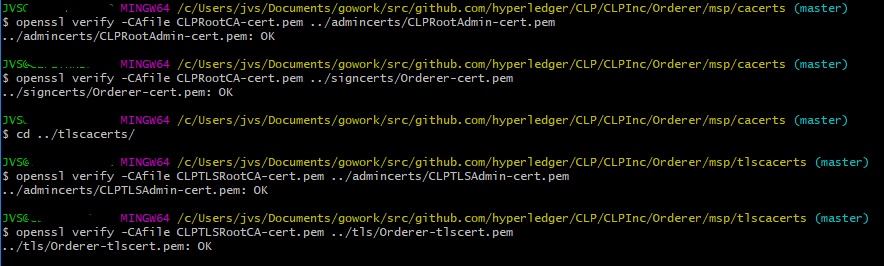 JVS@ MINGW64 /c/Users/jvs/Documents/gowork/src/github.com/hyperledger/CLP/CLPInc/Orderer/msp/cacerts (master)
$ openssl verify -CAfile CLPRootCA-cert.pem ../admincerts/CLPRootAdmin-cert.pem
../admincerts/CLPRootAdmin-cert.pem: OK
JVS@ MINGW64 /c/Users/jvs/Documents/gowork/src/github.com/hyperledger/CLP/CLPInc/Orderer/msp/cacerts (master)
$ openssl verify -CAfile CLPRootCA-cert.pem ../signcerts/Orderer-cert.pem
../signcerts/Orderer-cert.pem: OK
JVS@ MINGW64 /c/Users/jvs/Documents/gowork/src/github.com/hyperledger/CLP/CLPInc/Orderer/msp/cacerts (master)
$ cd ../tlscacerts/
JVS@ MINGW64 /c/Users/jvs/Documents/gowork/src/github.com/hyperledger/CLP/CLPInc/Orderer/msp/tlscacerts (master)
$ openssl verify -CAfile CLPTLSRootCA-cert.pem ../admincerts/CLPTLSAdmin-cert.pem
../admincerts/CLPTLSAdmin-cert.pem: OK
JVS@ MINGW64 /c/Users/jvs/Documents/gowork/src/github.com/hyperledger/CLP/CLPInc/Orderer/msp/tlscacerts (master)
$ openssl verify -CAfile CLPTLSRootCA-cert.pem ../tls/Orderer-tlscert.pem
../tls/Orderer-tlscert.pem: OK